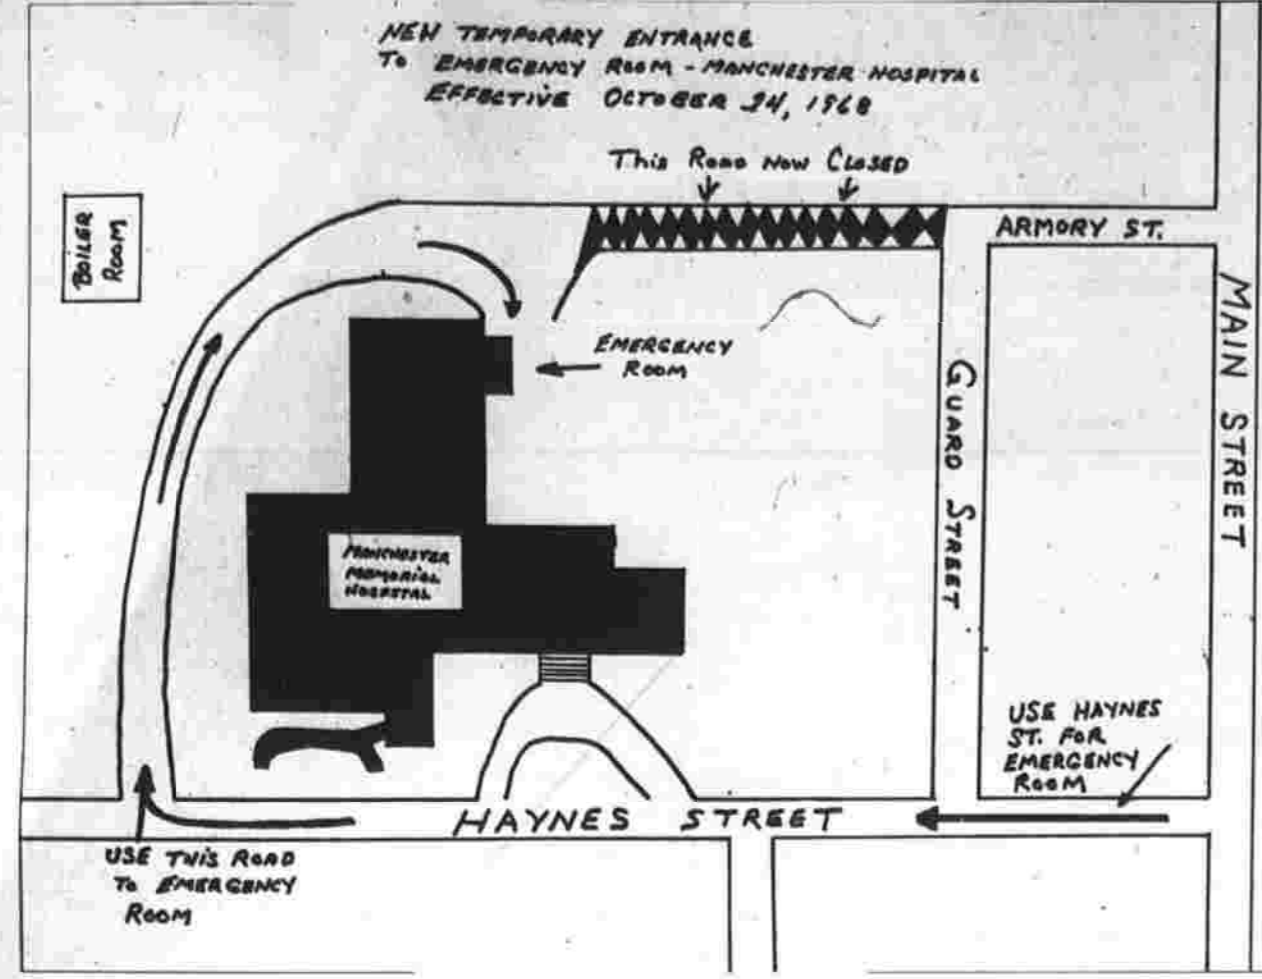 NEW TEMPORARY ENTRANCE
TO EMERGENCY ROOM - MANCHESTER HOSPITAL
EFFECTIVE OCTOBER 24, 1968
This Road Now CLOSED
BOILER
ROOM
ARMORY ST.
MAIN STREET
EMERGENCY
ROOM
GUARD STREET
MANCHESTER
MEMORIAL
HOSPITAL
USE HAYNES
ST. FOR
EMERGENCY
ROOM
HAYNES STREET
USE THIS ROAD
TO EMERGENCY
ROOM